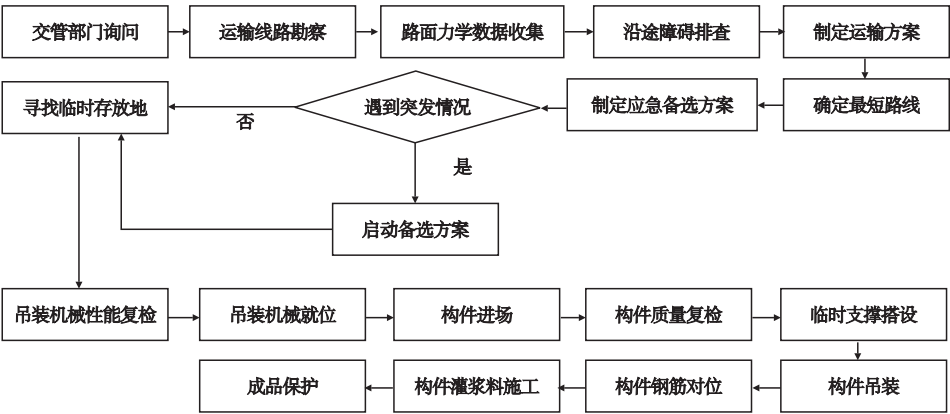 交管部门询问
运输线路勘察
路面力学数据收集
沿途障碍排查
制定运输方案
确定最短路线
制定应急备选方案
遇到突发情况
否
寻找临时存放地
是
启动备选方案
吊装机械性能复检
吊装机械就位
构件进场
构件质量复检
临时支撑搭设
构件吊装
构件钢筋对位
构件灌浆料施工
成品保护